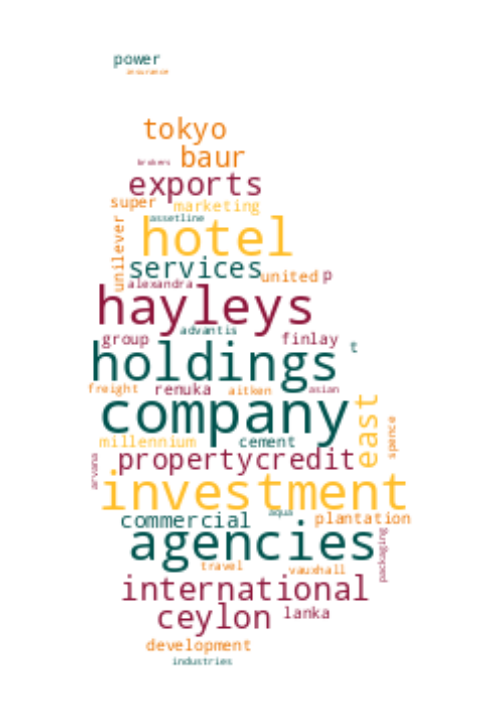 power
insurance
tokyo
brokers baur
exports
super marketing
assetline
unilever hotel
services united p
alexandra
hayleys
advantis
group finlay t
holdings
freight renuka aitken asian
company east
spence
millennium cement
arvana propertycredit
investment
aqua
commercial plantation
agencies packaging
travel vauxhall
international
ceylon lanka
development
industries